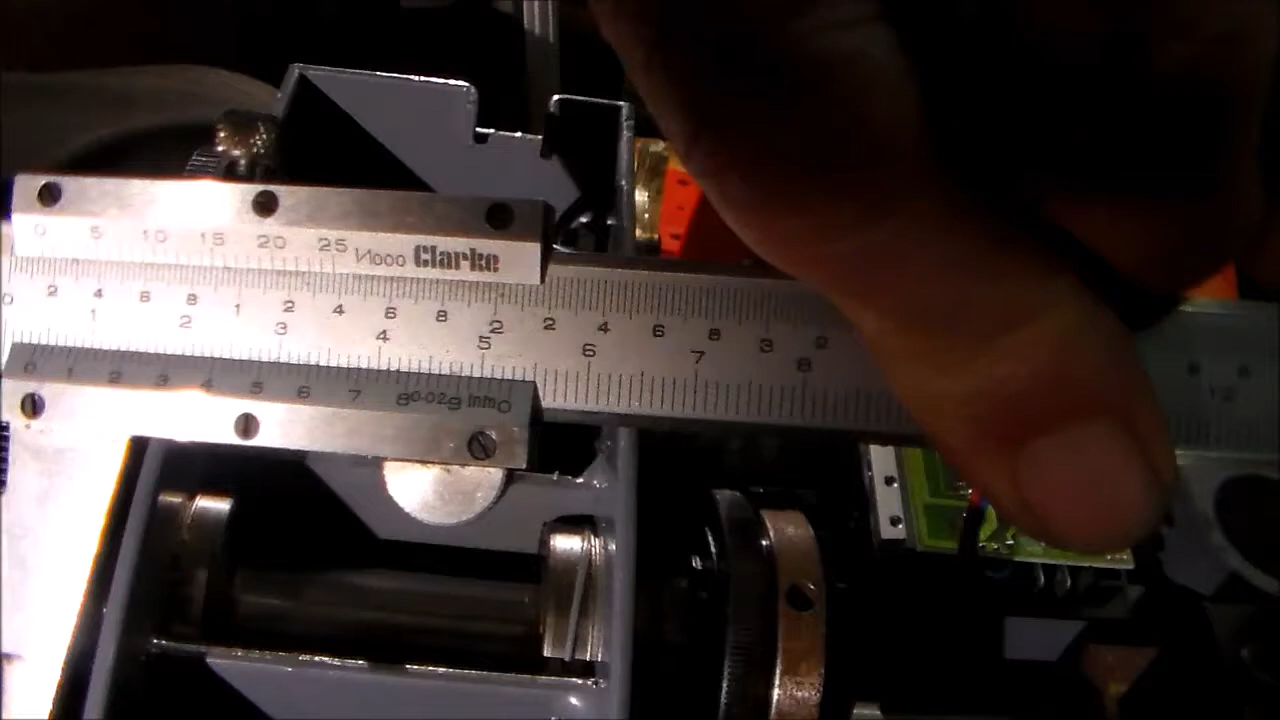 0 5 10 15 20 25 1/1000 Clarke
0 2 4 6 8 1 2 4 6 8 2 2 4 6 8 3 2
1 2 3 4 5 6 7 8 12
0 1 2 3 4 5 6 7 8 0·02 mm 0